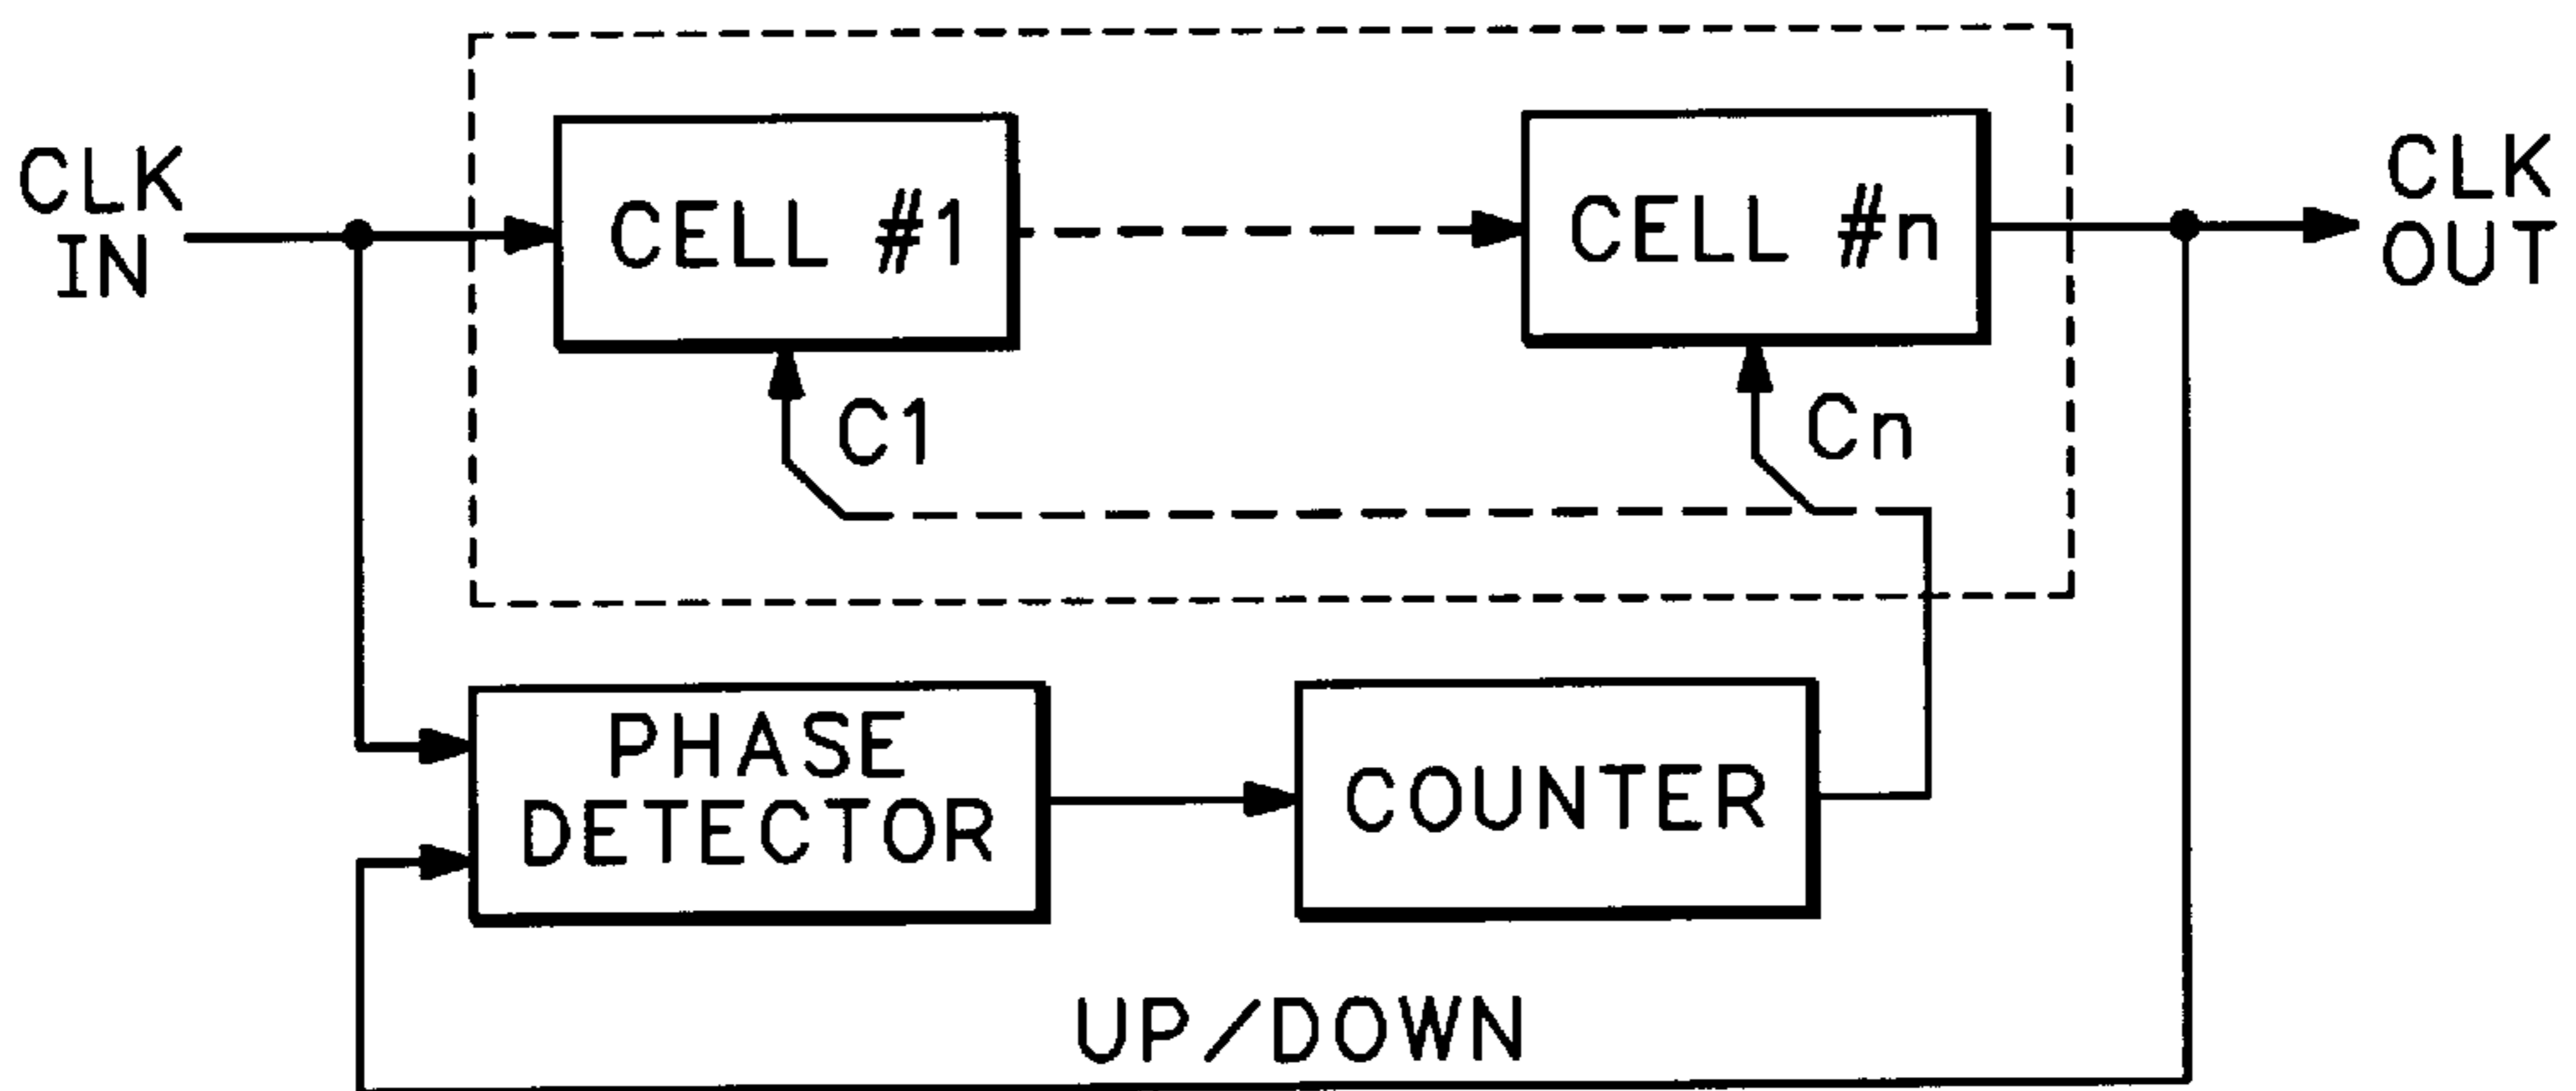 CLK
IN
CELL #1
CELL #n
CLK
OUT
C1
Cn
PHASE
DETECTOR
COUNTER
UP/DOWN